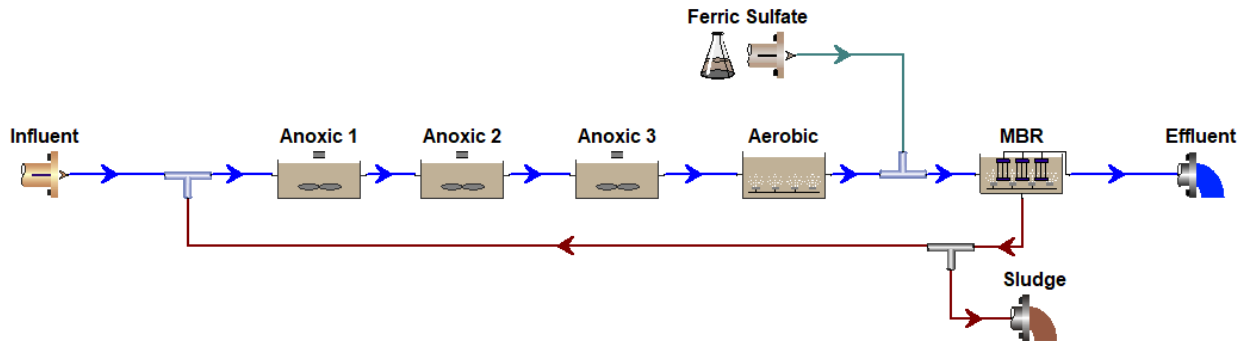 Ferric Sulfate
Influent
Anoxic 1
Anoxic 2
Anoxic 3
Aerobic
MBR
Effluent
Sludge